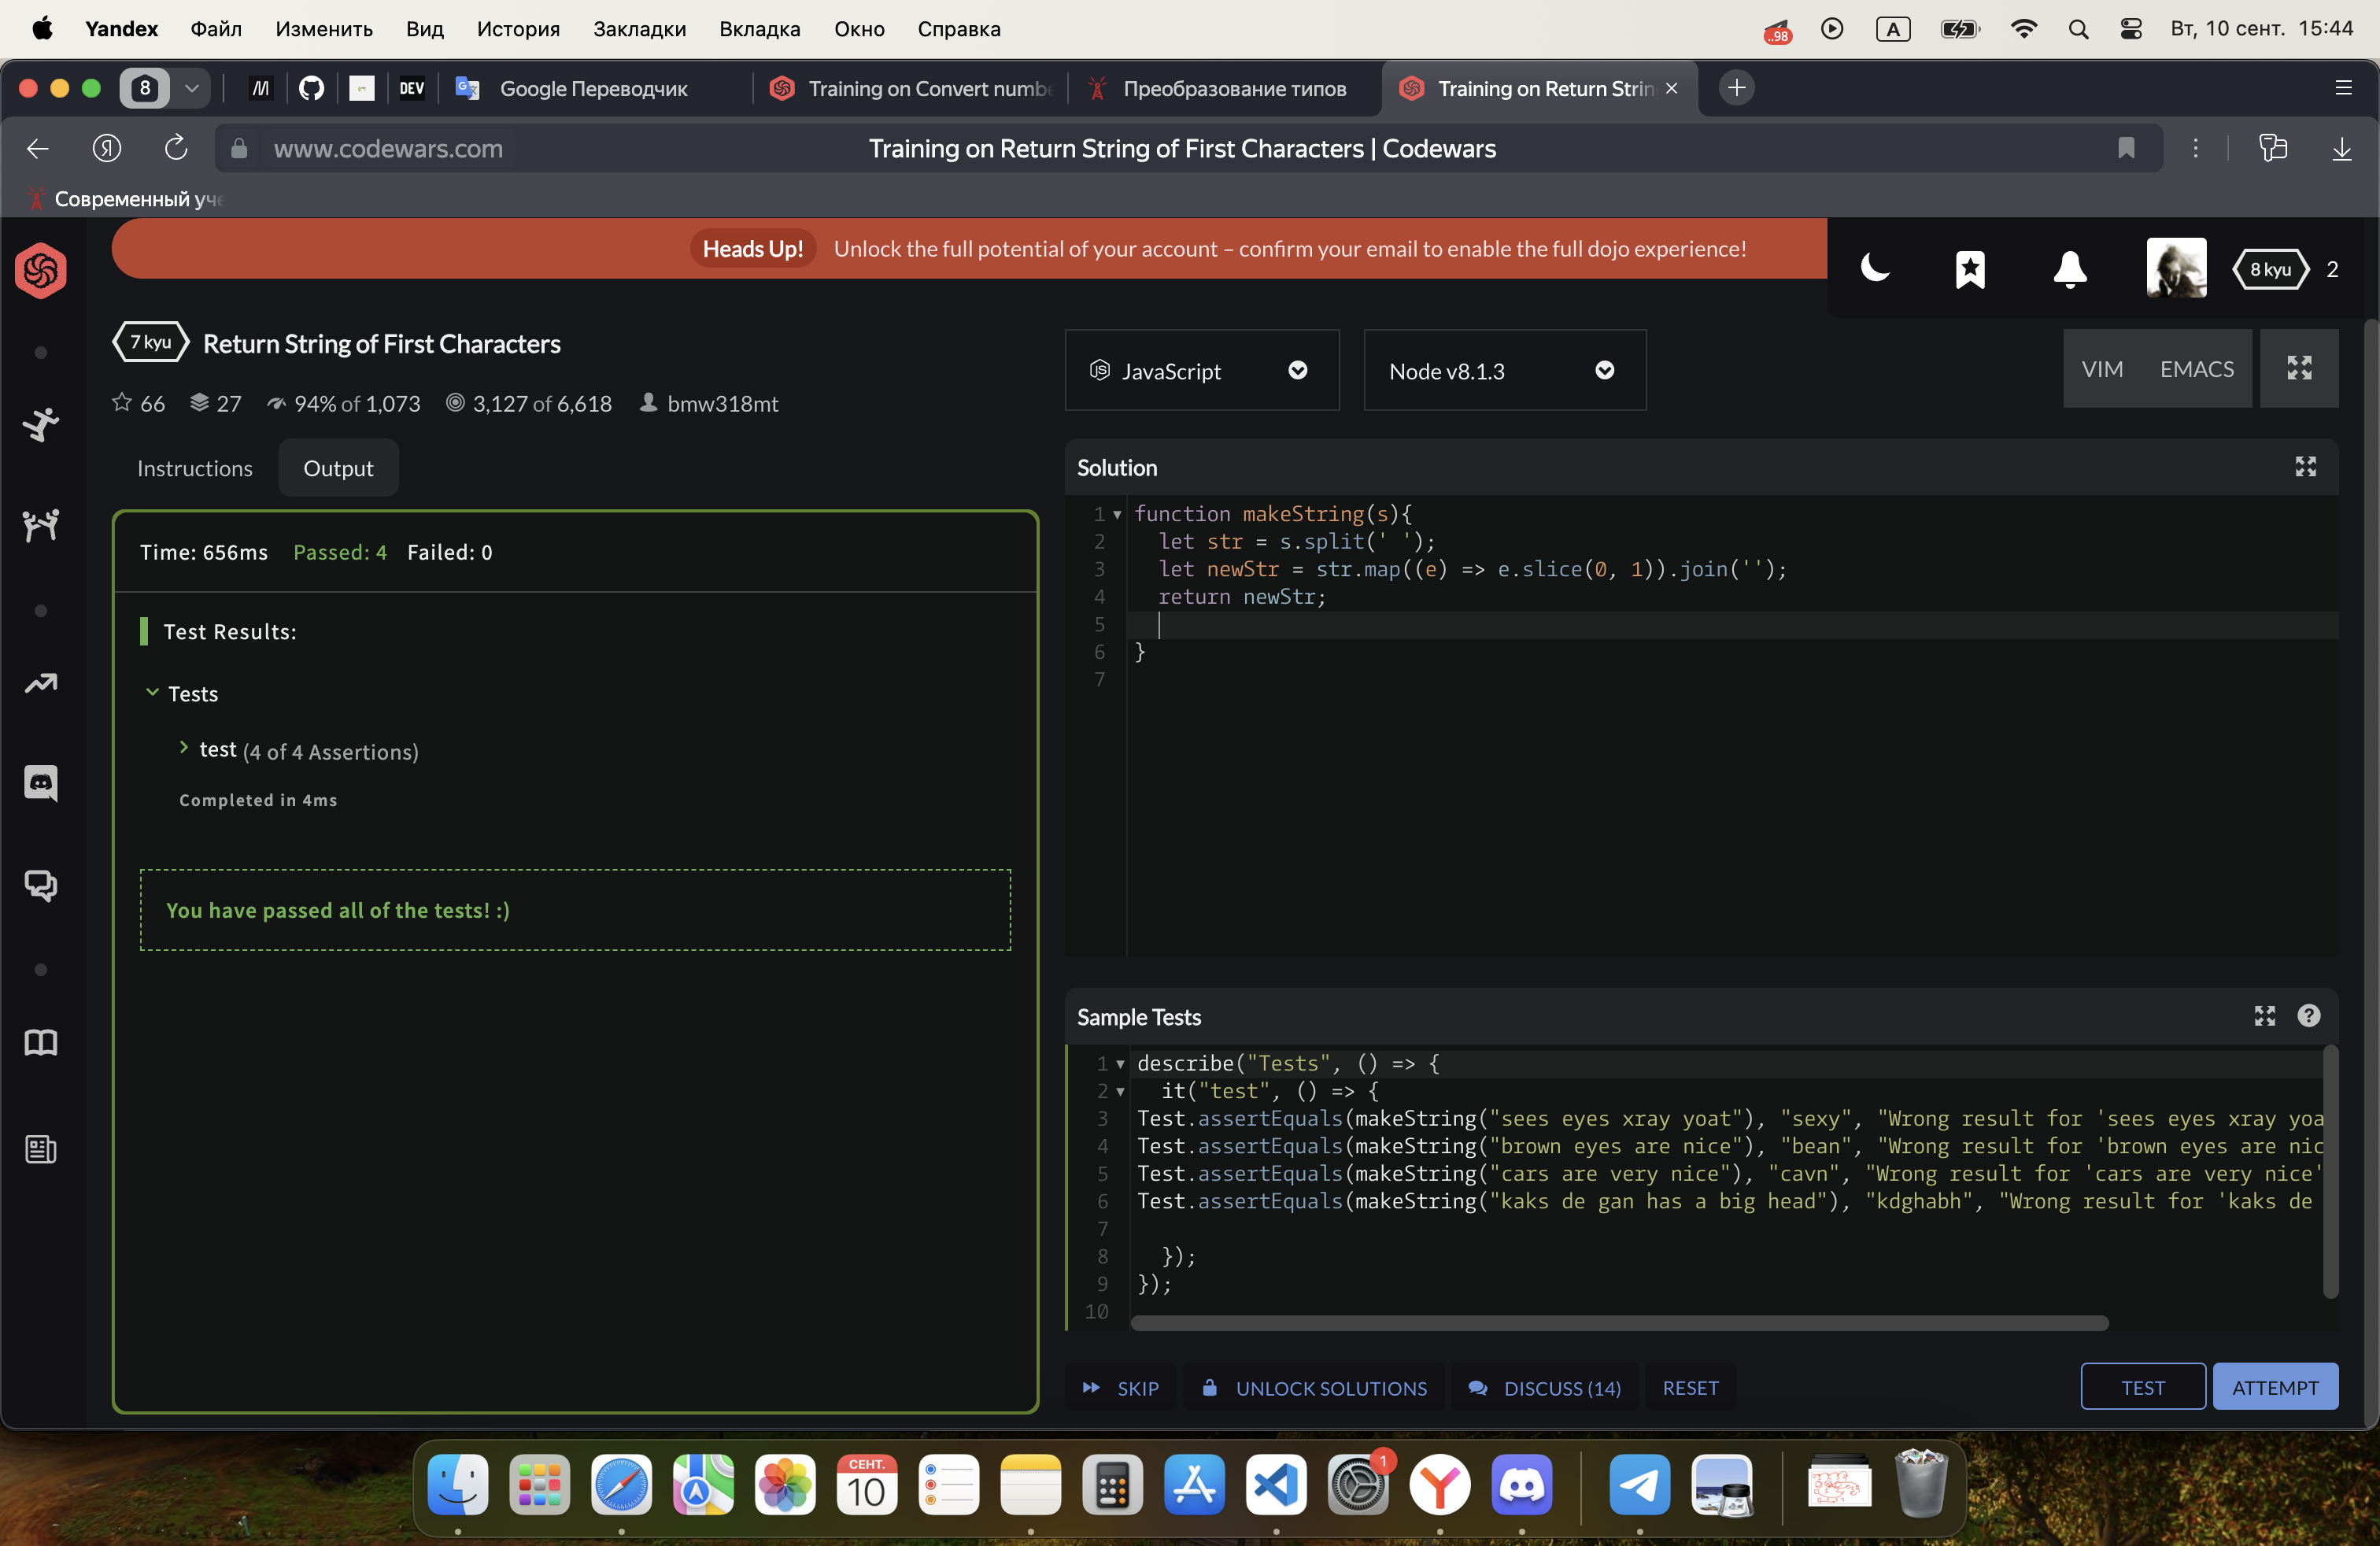 Yandex Файл Изменить Вид История Закладки Вкладка Окно Справка ..98 A Вт, 10 сент. 15:44
8 DEV Google Переводчик Training on Convert numbe Преобразование типов Training on Return Strin
Я www.codewars.com Training on Return String of First Characters | Codewars
Современный уче
Heads Up! Unlock the full potential of your account – confirm your email to enable the full dojo experience!
8 kyu 2
7 kyu Return String of First Characters
66 27 94% of 1,073 3,127 of 6,618 bmw318mt
JavaScript Node v8.1.3 VIM EMACS
Instructions Output
Time: 656ms Passed: 4 Failed: 0
Test Results:
Tests
test (4 of 4 Assertions)
Completed in 4ms
You have passed all of the tests! :)
Solution
1 function makeString(s){
2 let str = s.split(' ');
3 let newStr = str.map((e) => e.slice(0, 1)).join('');
4 return newStr;
5
6 }
7
Sample Tests
1 describe("Tests", () => {
2 it("test", () => {
3 Test.assertEquals(makeString("sees eyes xray yoat"), "sexy", "Wrong result for 'sees eyes xray yoa
4 Test.assertEquals(makeString("brown eyes are nice"), "bean", "Wrong result for 'brown eyes are nic
5 Test.assertEquals(makeString("cars are very nice"), "cavn", "Wrong result for 'cars are very nice'
6 Test.assertEquals(makeString("kaks de gan has a big head"), "kdghabh", "Wrong result for 'kaks de
7
8 });
9 });
10
SKIP UNLOCK SOLUTIONS DISCUSS (14) RESET TEST ATTEMPT
СЕНТ.
10
1